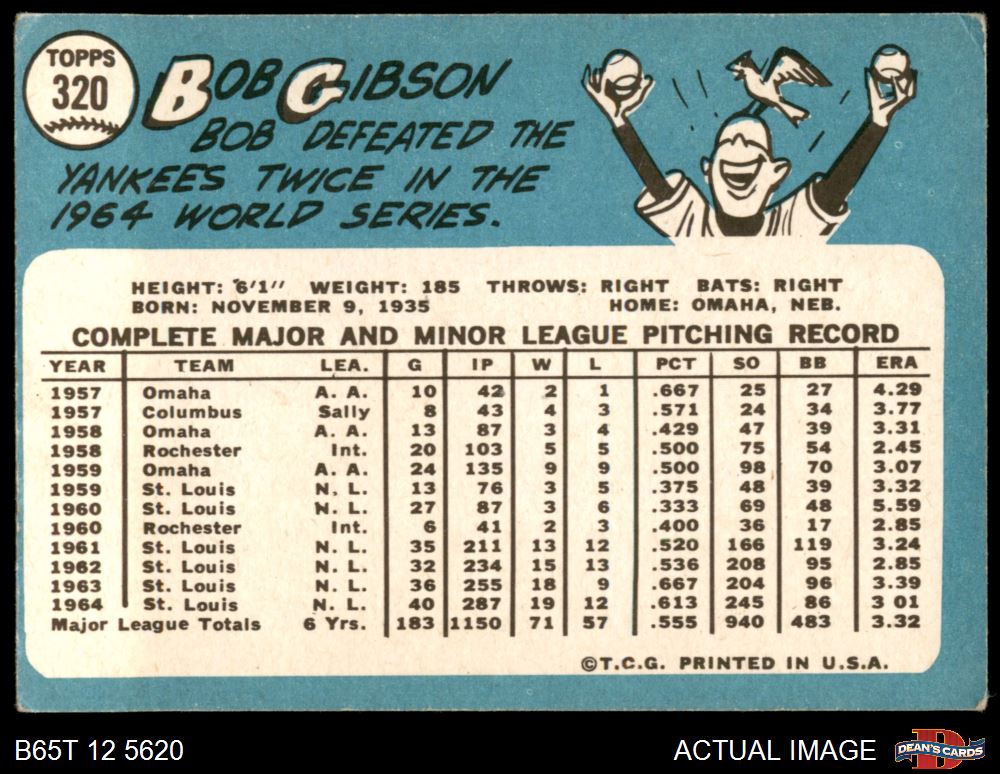 TOPPS
320
BOB GIBSON
BOB DEFEATED THE
YANKEES TWICE IN THE
1964 WORLD SERIES.
HEIGHT: 6'1" WEIGHT: 185 THROWS: RIGHT BATS: RIGHT
BORN: NOVEMBER 9, 1935 HOME: OMAHA, NEB.
COMPLETE MAJOR AND MINOR LEAGUE PITCHING RECORD
YEAR TEAM LEA. G IP W L PCT SO BB ERA
1957 Omaha A. A. 10 42 2 1 .667 25 27 4.29
1957 Columbus Sally 8 43 4 3 .571 24 34 3.77
1958 Omaha A. A. 13 87 3 4 .429 47 39 3.31
1958 Rochester Int. 20 103 5 5 .500 75 54 2.45
1959 Omaha A. A. 24 135 9 9 .500 98 70 3.07
1959 St. Louis N. L. 13 76 3 5 .375 48 39 3.32
1960 St. Louis N. L. 27 87 3 6 .333 69 48 5.59
1960 Rochester Int. 6 41 2 3 .400 36 17 2.85
1961 St. Louis N. L. 35 211 13 12 .520 166 119 3.24
1962 St. Louis N. L. 32 234 15 13 .536 208 95 2.85
1963 St. Louis N. L. 36 255 18 9 .667 204 96 3.39
1964 St. Louis N. L. 40 287 19 12 .613 245 86 3 01
Major League Totals 6 Yrs. 183 1150 71 57 .555 940 483 3.32
©T.C.G. PRINTED IN U.S.A.
B65T 12 5620 ACTUAL IMAGE D DEAN'S CARDS